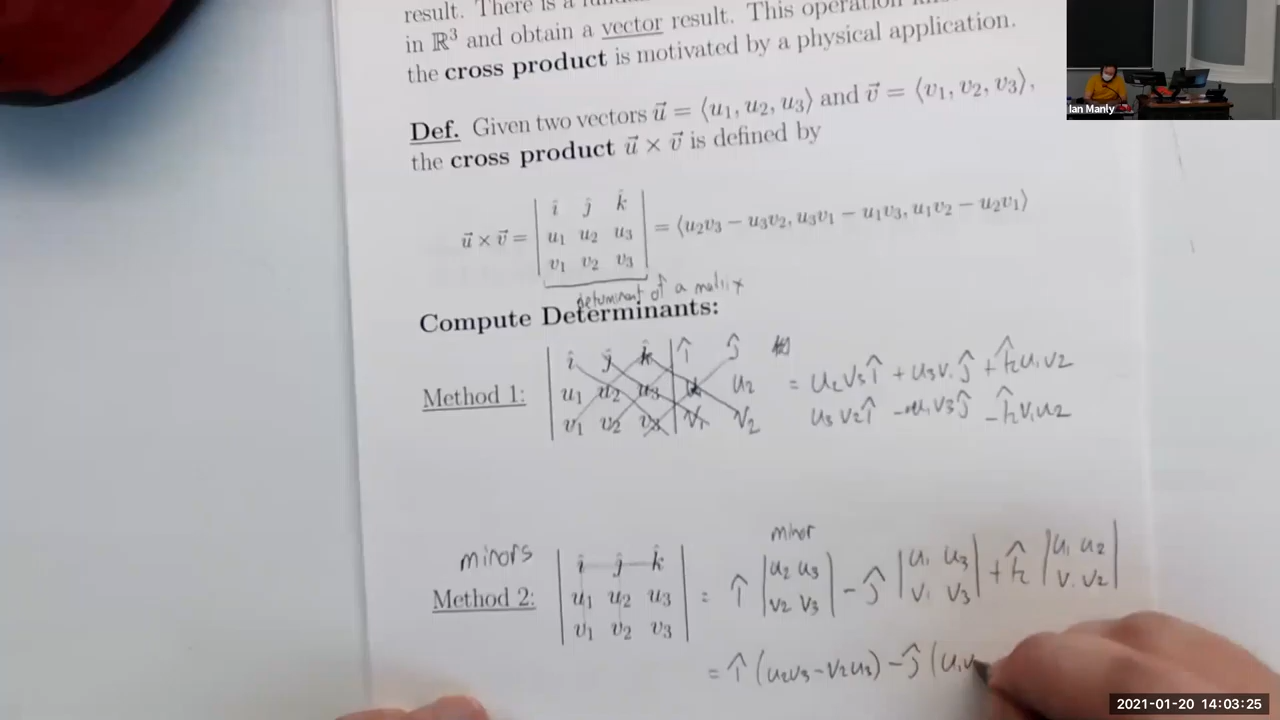 result. There is a
in ℝ³ and obtain a vector result. This operation
the cross product is motivated by a physical application.
Def. Given two vectors u⃗ = ⟨u₁, u₂, u₃⟩ and v⃗ = ⟨v₁, v₂, v₃⟩,
the cross product u⃗ × v⃗ is defined by
u⃗ × v⃗ = | î ĵ k̂ | = ⟨u₂v₃ − u₃v₂, u₃v₁ − u₁v₃, u₁v₂ − u₂v₁⟩
u₁ u₂ u₃
v₁ v₂ v₃
determinant of a matrix
Compute Determinants:
Method 1: | î ĵ k̂ | î ĵ
u₁ u₂ u₃ | u₂ = u₂v₃î + u₃v₁ĵ + k̂u₁v₂
v₁ v₂ v₃ | v₁ v₂ u₃v₂î − u₁v₃ĵ − k̂v₁u₂
minor
minors | î ĵ k̂ |
Method 2: | u₁ u₂ u₃ | = î | u₂ u₃ | − ĵ | u₁ u₃ | + k̂ | u₁ u₂ |
v₁ v₂ v₃ | v₂ v₃ | | v₁ v₃ | | v₁ v₂ |
= î (u₂v₃ − v₂u₃) − ĵ (u₁v
Ian Manly
2021-01-20 14:03:25